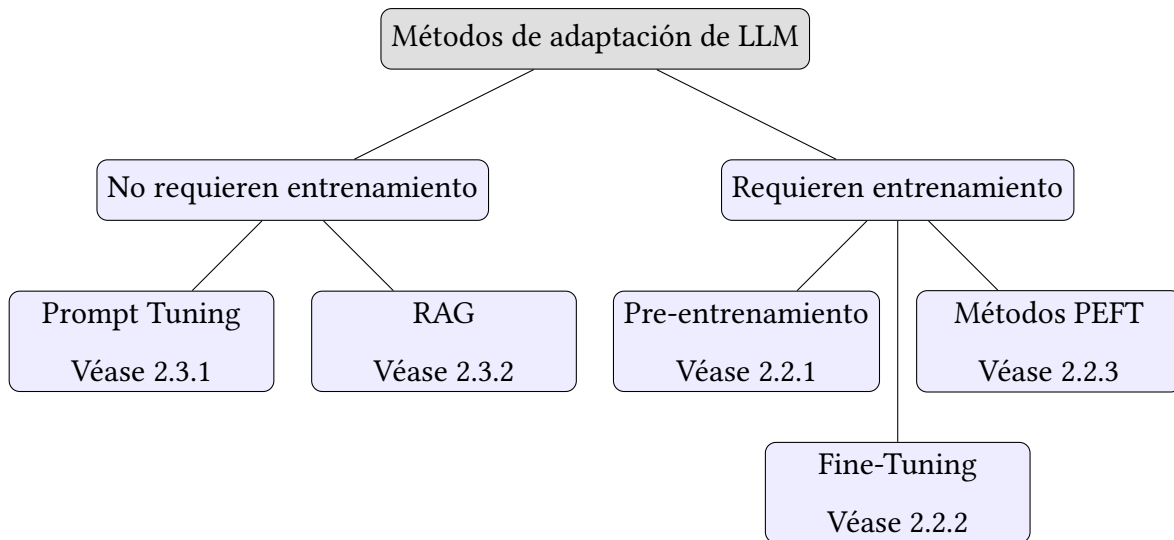 Métodos de adaptación de LLM
No requieren entrenamiento
Requieren entrenamiento
Prompt Tuning
Véase 2.3.1
RAG
Véase 2.3.2
Pre-entrenamiento
Véase 2.2.1
Métodos PEFT
Véase 2.2.3
Fine-Tuning
Véase 2.2.2